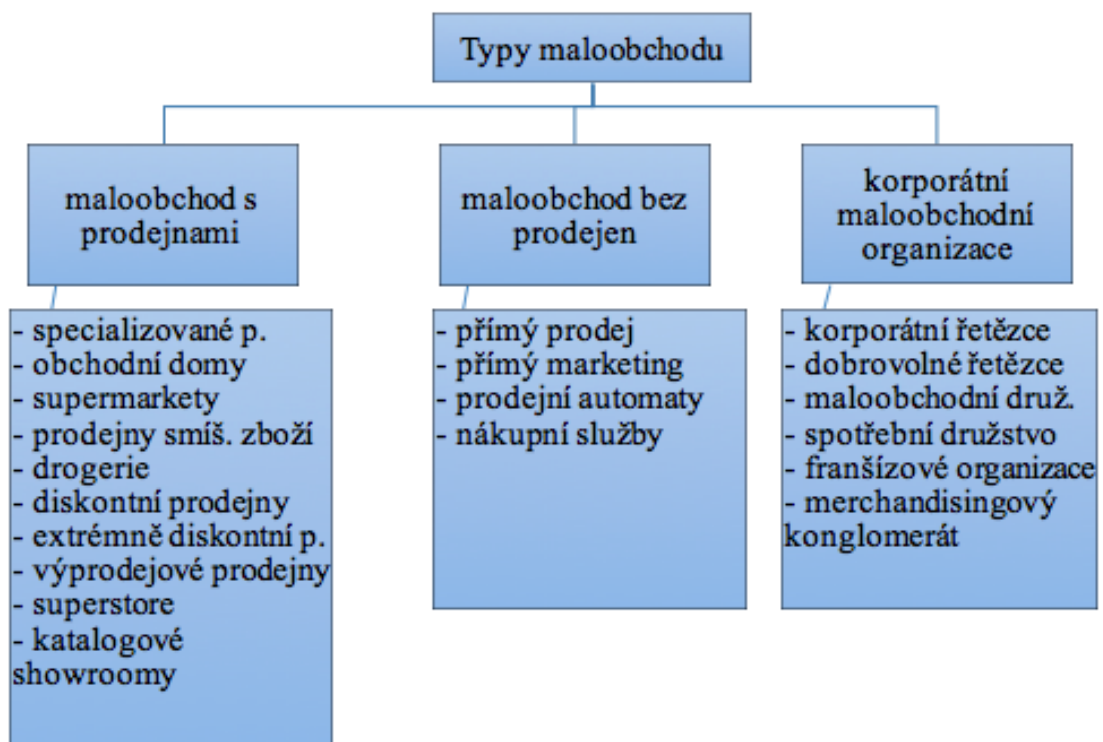 Typy maloobchodu
maloobchod s
prodejnami
maloobchod bez
prodejen
korporátní
maloobchodní
organizace
- specializované p.
- obchodní domy
- supermarkety
- prodejny smíš. zboží
- drogerie
- diskontní prodejny
- extrémně diskontní p.
- výprodejové prodejny
- superstore
- katalogové
showroomy
- přímý prodej
- přímý marketing
- prodejní automaty
- nákupní služby
- korporátní řetězce
- dobrovolné řetězce
- maloobchodní druž.
- spotřební družstvo
- franšízové organizace
- merchandisingový
konglomerát